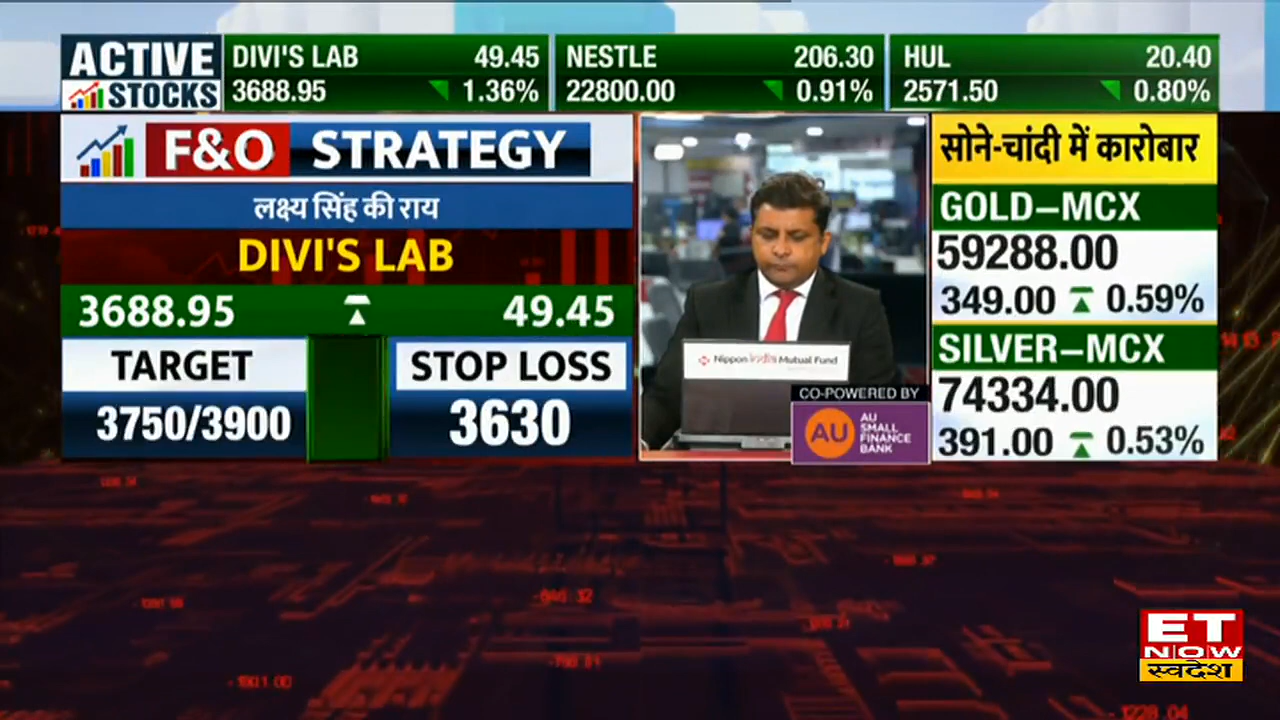 ACTIVE
STOCKS
DIVI'S LAB 49.45
3688.95 1.36%
NESTLE 206.30
22800.00 0.91%
HUL 20.40
2571.50 0.80%
F&O STRATEGY
लक्ष्य सिंह की राय
DIVI'S LAB
3688.95 49.45
TARGET
3750/3900
STOP LOSS
3630
Nippon india Mutual Fund
CO-POWERED BY
AU
AU
SMALL
FINANCE
BANK
सोने-चांदी में कारोबार
GOLD-MCX
59288.00
349.00 0.59%
SILVER-MCX
74334.00
391.00 0.53%
ET
NOW
स्वदेश